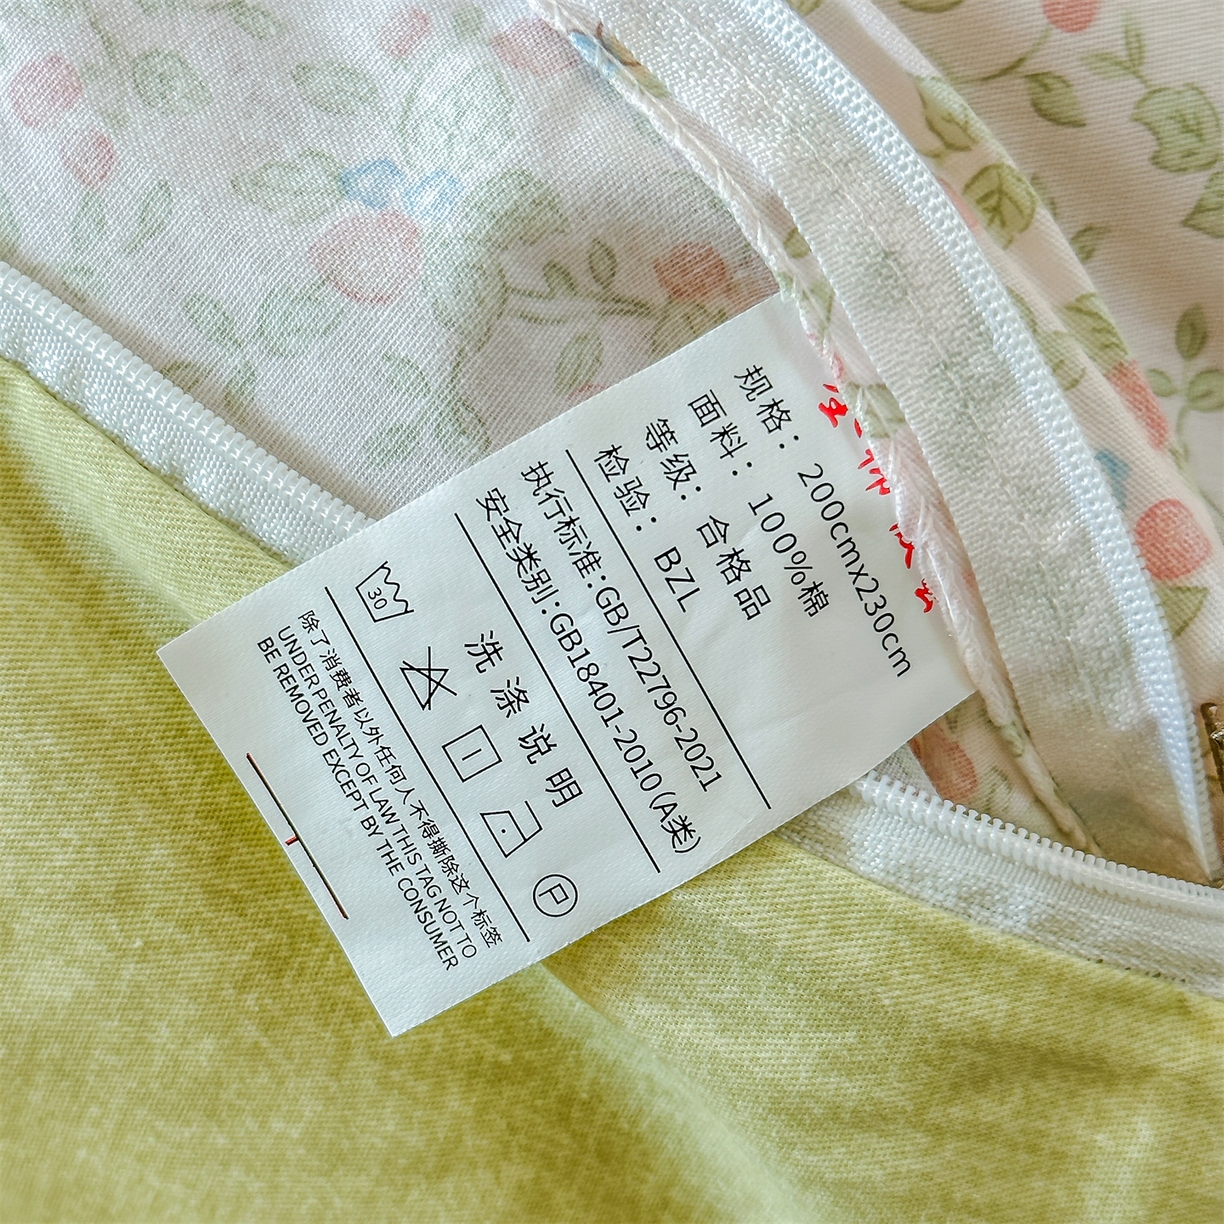 规格：200cmx230cm
面料：100%棉
等级：合格品
检验：BZL
执行标准:GB/T22796-2021
安全类别:GB18401-2010(A类)
洗涤说明
30
P
除了消费者以外任何人不得撕除这个标签
UNDER PENALTY OF LAW THIS TAG NOT TO
BE REMOVED EXCEPT BY THE CONSUMER